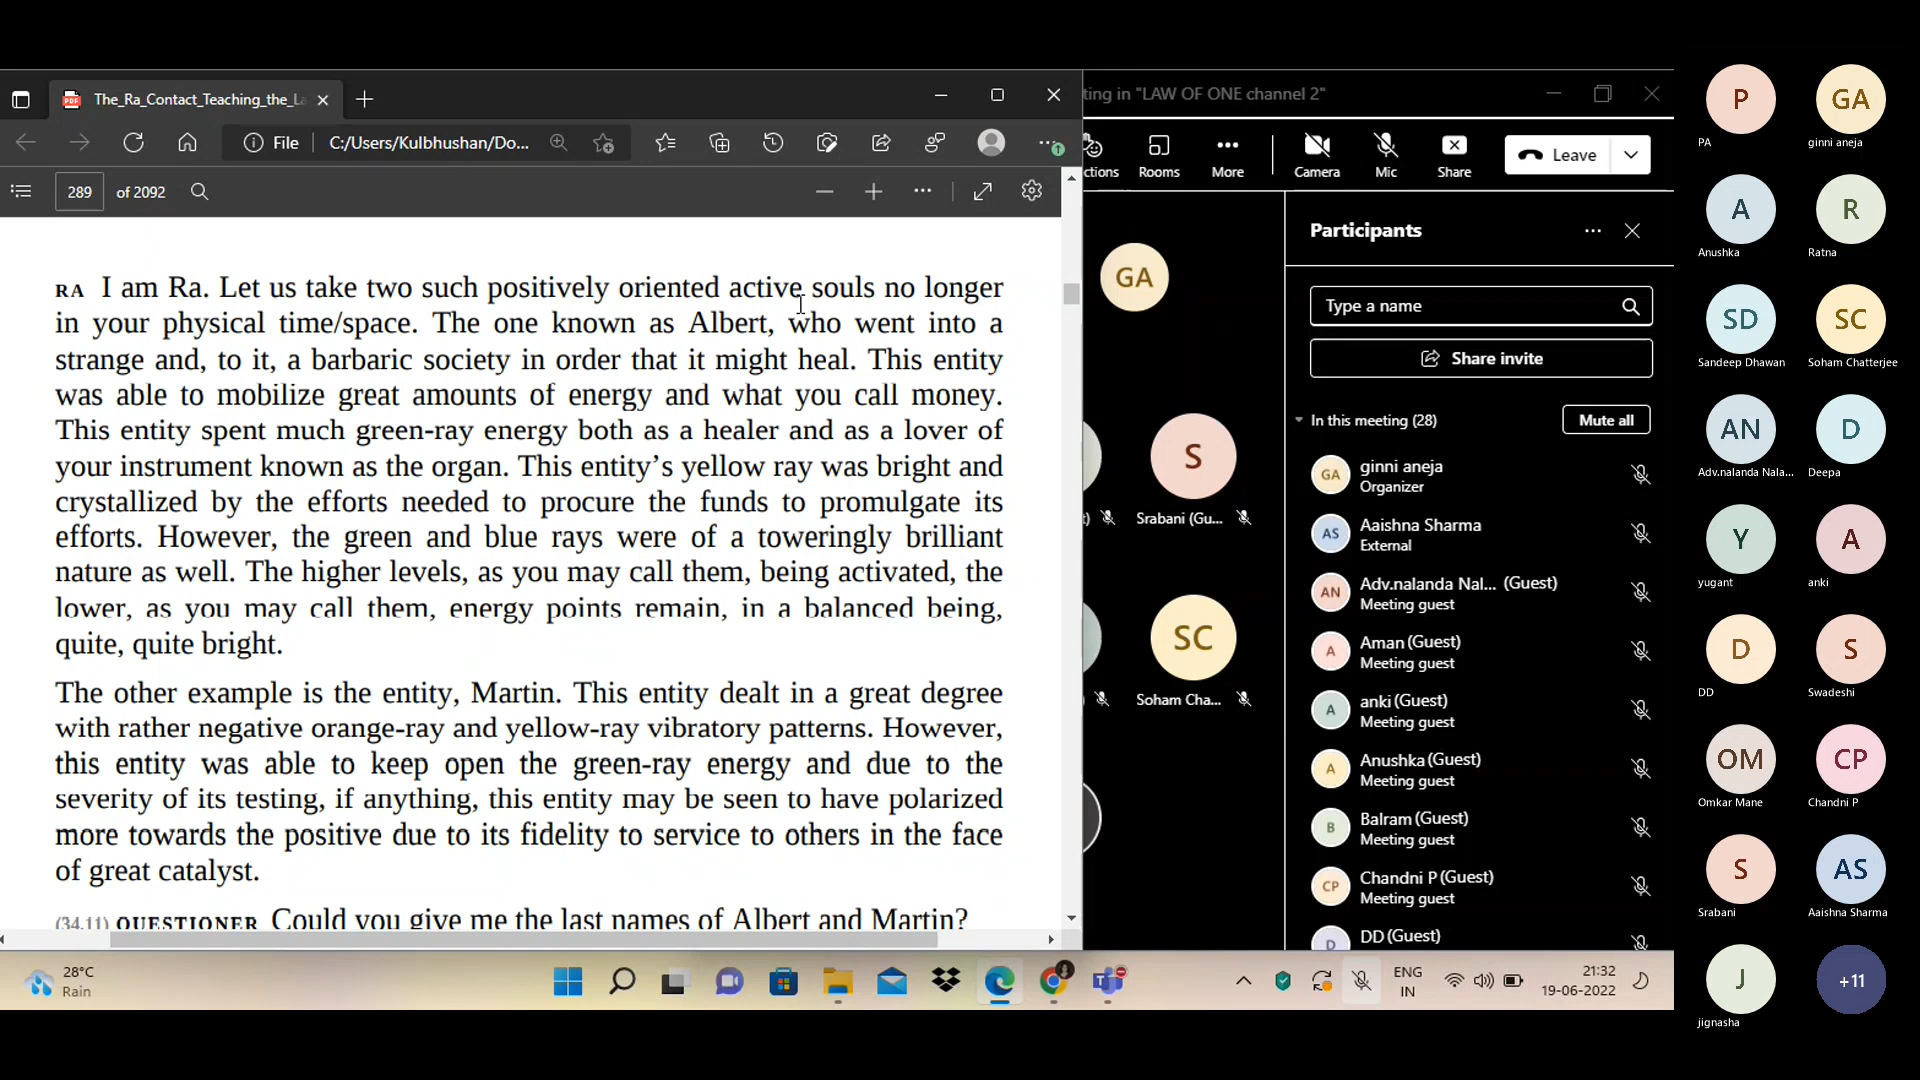 The_Ra_Contact_Teaching_the_La
File
C:/Users/Kulbhushan/Do...
289
of 2092
RA I am Ra. Let us take two such positively oriented active souls no longer
in your physical time/space. The one known as Albert, who went into a
strange and, to it, a barbaric society in order that it might heal. This entity
was able to mobilize great amounts of energy and what you call money.
This entity spent much green-ray energy both as a healer and as a lover of
your instrument known as the organ. This entity's yellow ray was bright and
crystallized by the efforts needed to procure the funds to promulgate its
efforts. However, the green and blue rays were of a toweringly brilliant
nature as well. The higher levels, as you may call them, being activated, the
lower, as you may call them, energy points remain, in a balanced being,
quite, quite bright.
The other example is the entity, Martin. This entity dealt in a great degree
with rather negative orange-ray and yellow-ray vibratory patterns. However,
this entity was able to keep open the green-ray energy and due to the
severity of its testing, if anything, this entity may be seen to have polarized
more towards the positive due to its fidelity to service to others in the face
of great catalyst.
(34.11) QUESTIONER Could you give me the last names of Albert and Martin?
ting in "LAW OF ONE channel 2"
ctions
Rooms
More
Camera
Mic
Share
Leave
GA
S
Srabani (Gu...
SC
Soham Cha...
Participants
Type a name
Share invite
In this meeting (28)
Mute all
GA
ginni aneja
Organizer
AS
Aaishna Sharma
External
AN
Adv.nalanda Nal... (Guest)
Meeting guest
A
Aman (Guest)
Meeting guest
A
anki (Guest)
Meeting guest
A
Anushka (Guest)
Meeting guest
B
Balram (Guest)
Meeting guest
CP
Chandni P (Guest)
Meeting guest
D
DD (Guest)
P
PA
GA
ginni aneja
A
Anushka
R
Ratna
SD
Sandeep Dhawan
SC
Soham Chatterjee
AN
Adv.nalanda Nala...
D
Deepa
Y
yugant
A
anki
D
DD
S
Swadeshi
OM
Omkar Mane
CP
Chandni P
S
Srabani
AS
Aaishna Sharma
J
jignasha
+11
28°C
Rain
ENG
IN
21:32
19-06-2022